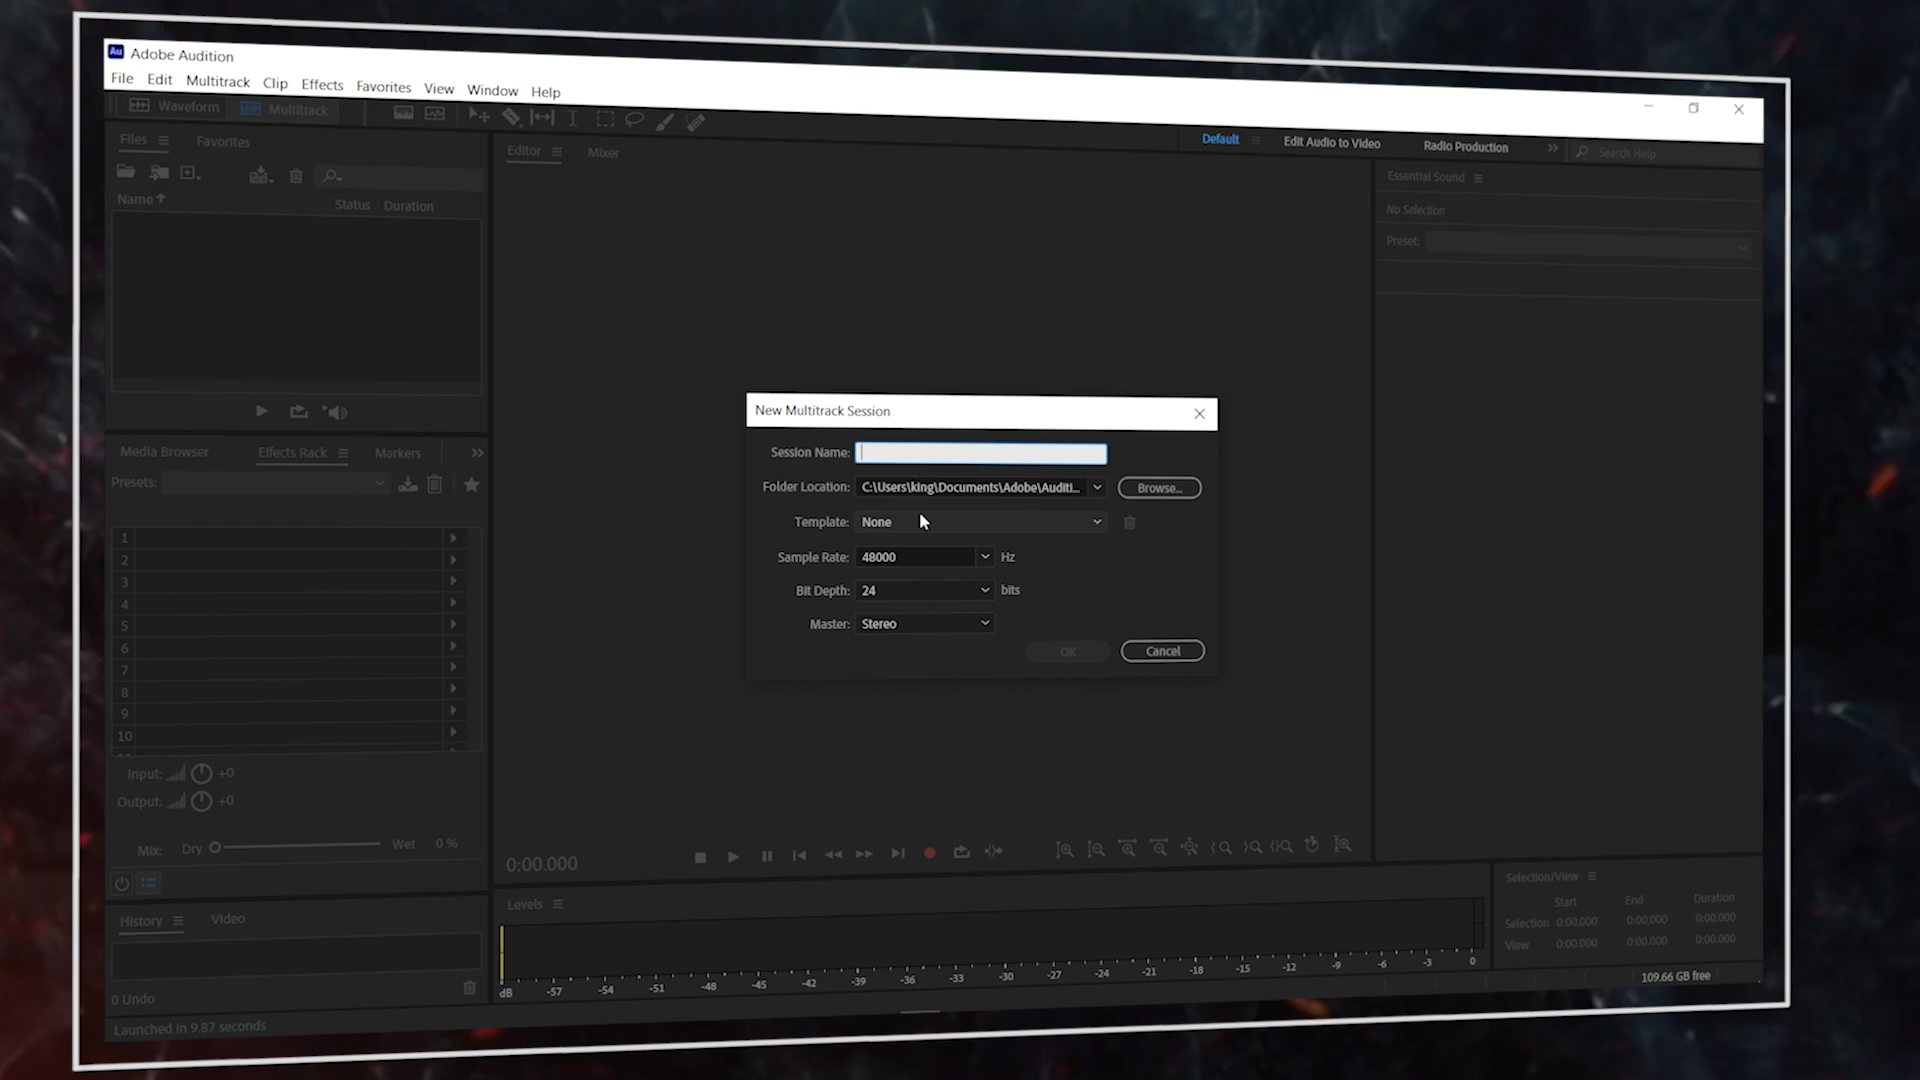 Au Adobe Audition
File Edit Multitrack Clip Effects Favorites View Window Help
Waveform Multitrack
Default Edit Audio to Video Radio Production >> Search Help
Files Favorites
Name Status Duration
Editor Mixer
Essential Sound
No Selection
Preset:
New Multitrack Session
Session Name:
Folder Location: C:\Users\king\Documents\Adobe\Auditi... Browse...
Template: None
Sample Rate: 48000 Hz
Bit Depth: 24 bits
Master: Stereo
OK Cancel
Media Browser Effects Rack Markers >>
Presets:
1
2
3
4
5
6
7
8
9
10
Input: +0
Output: +0
Mix: Dry Wet 0 %
0:00.000
History Video
0 Undo
Launched in 9.87 seconds
Levels
dB -57 -54 -51 -48 -45 -42 -39 -36 -33 -30 -27 -24 -21 -18 -15 -12 -9 -6 -3 0
Selection/View
Start End Duration
Selection 0:00.000 0:00.000 0:00.000
View 0:00.000 0:00.000 0:00.000
109.66 GB free